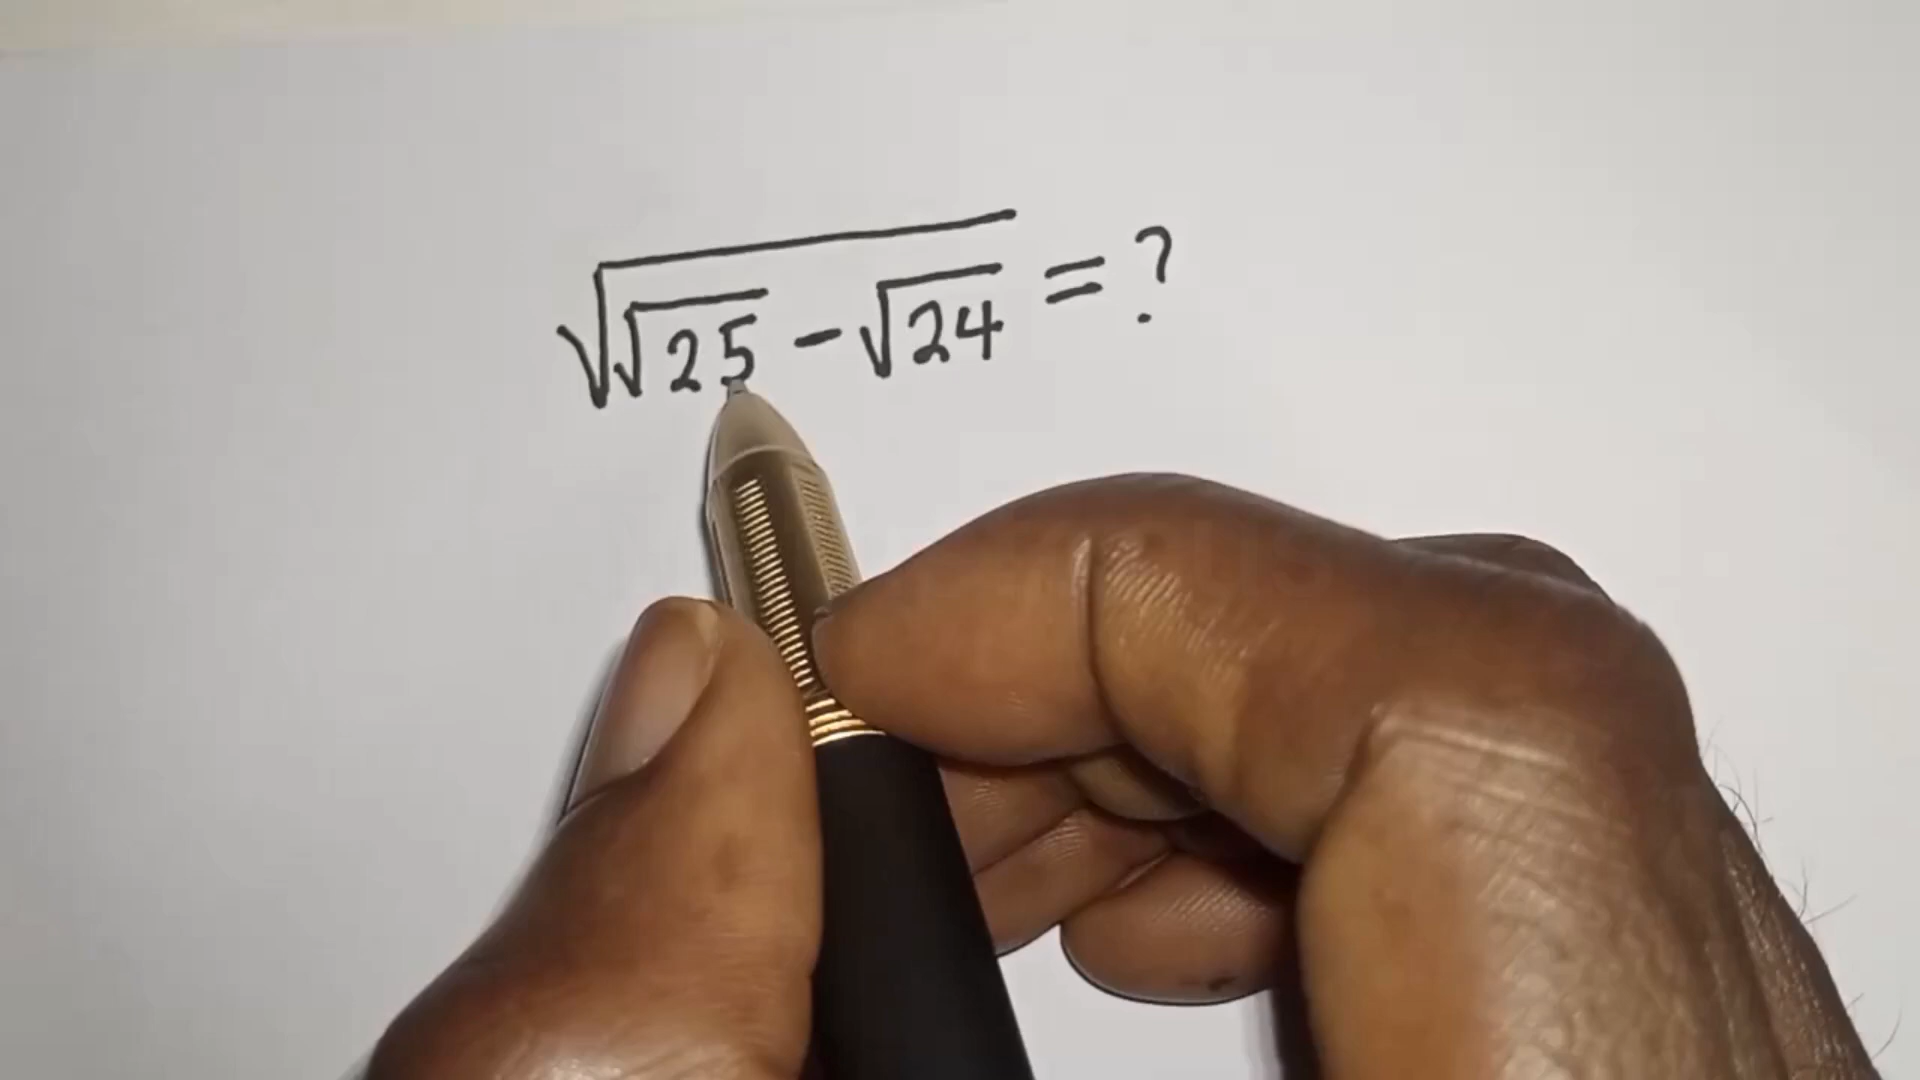 √(√25 - √24) = ?